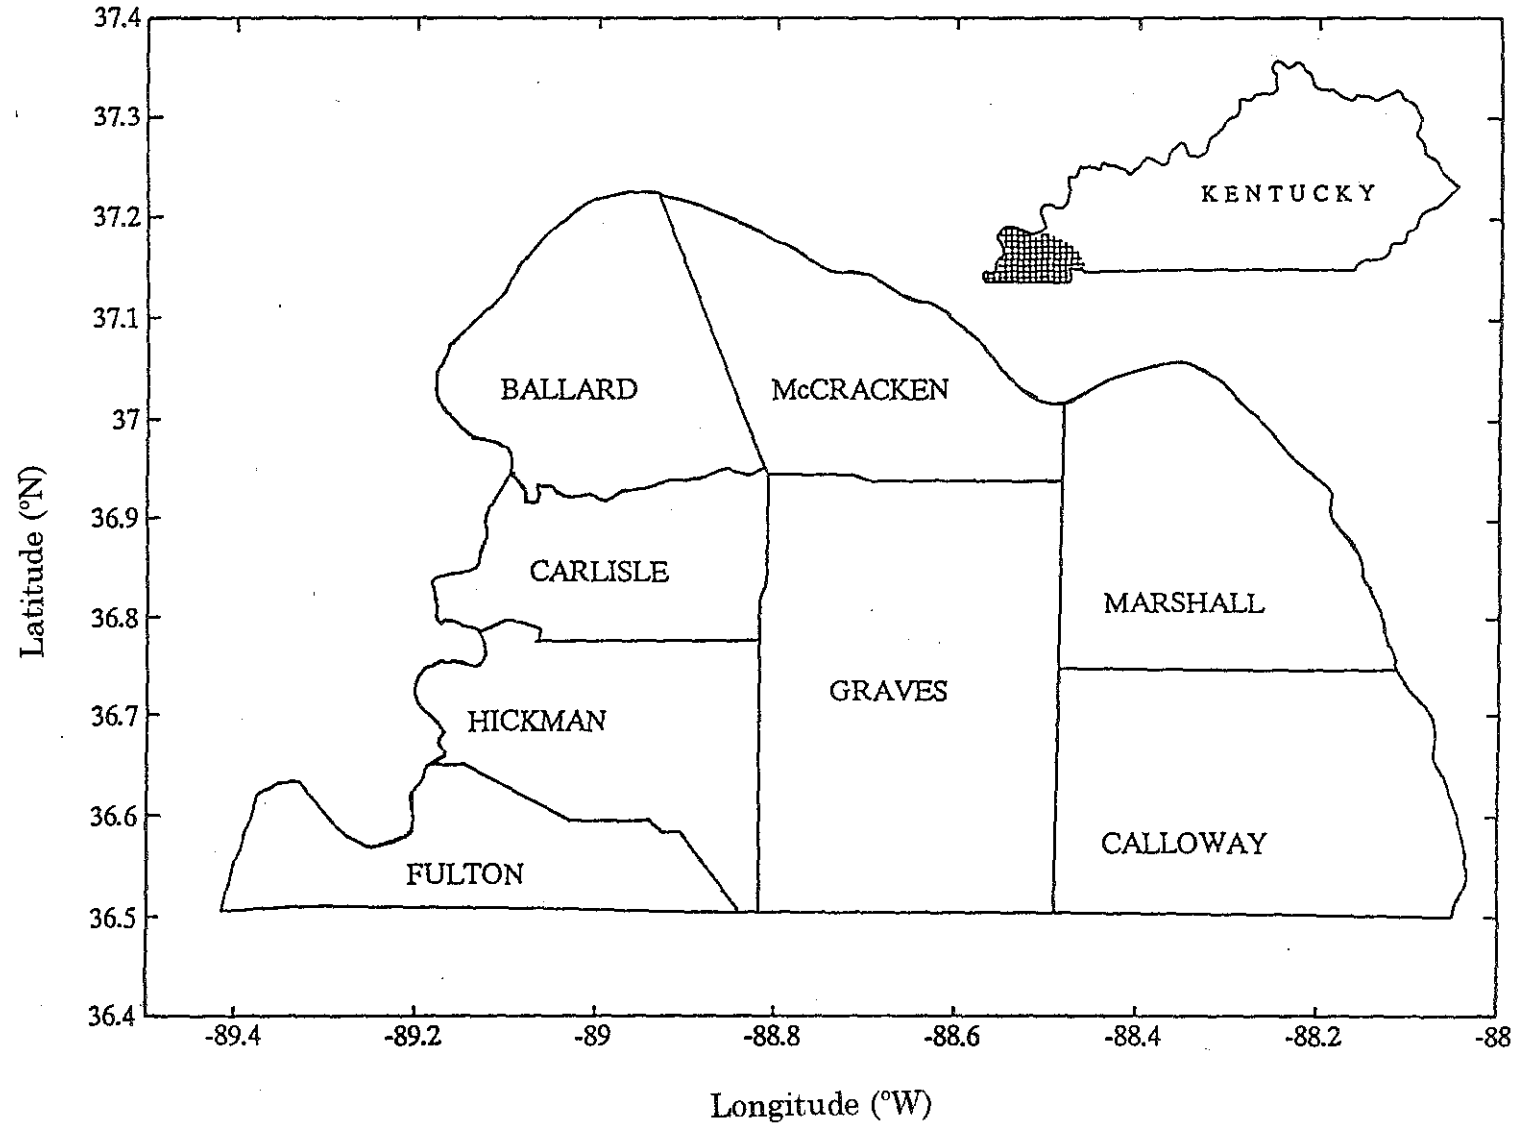 37.4
37.3
37.2
37.1
37
36.9
36.8
36.7
36.6
36.5
36.4
Latitude (ºN)
KENTUCKY
BALLARD
McCRACKEN
CARLISLE
MARSHALL
GRAVES
HICKMAN
CALLOWAY
FULTON
-89.4 -89.2 -89 -88.8 -88.6 -88.4 -88.2 -88
Longitude (ºW)